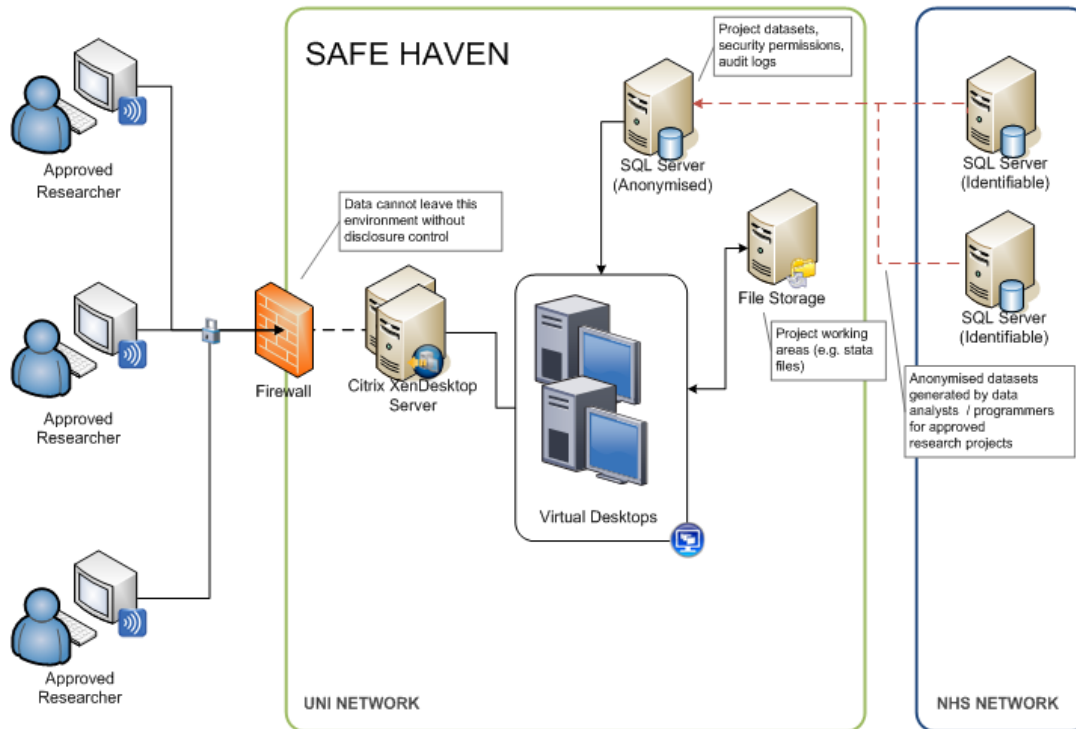 SAFE HAVEN
Project datasets,
security permissions,
audit logs
Approved
Researcher
SQL Server
(Anonymised)
SQL Server
(Identifiable)
Data cannot leave this
environment without
disclosure control
File Storage
SQL Server
(Identifiable)
Project working
areas (e.g. stata
files)
Firewall
Citrix XenDesktop
Server
Approved
Researcher
Anonymised datasets
generated by data
analysts / programmers
for approved
research projects
Virtual Desktops
Approved
Researcher
UNI NETWORK
NHS NETWORK